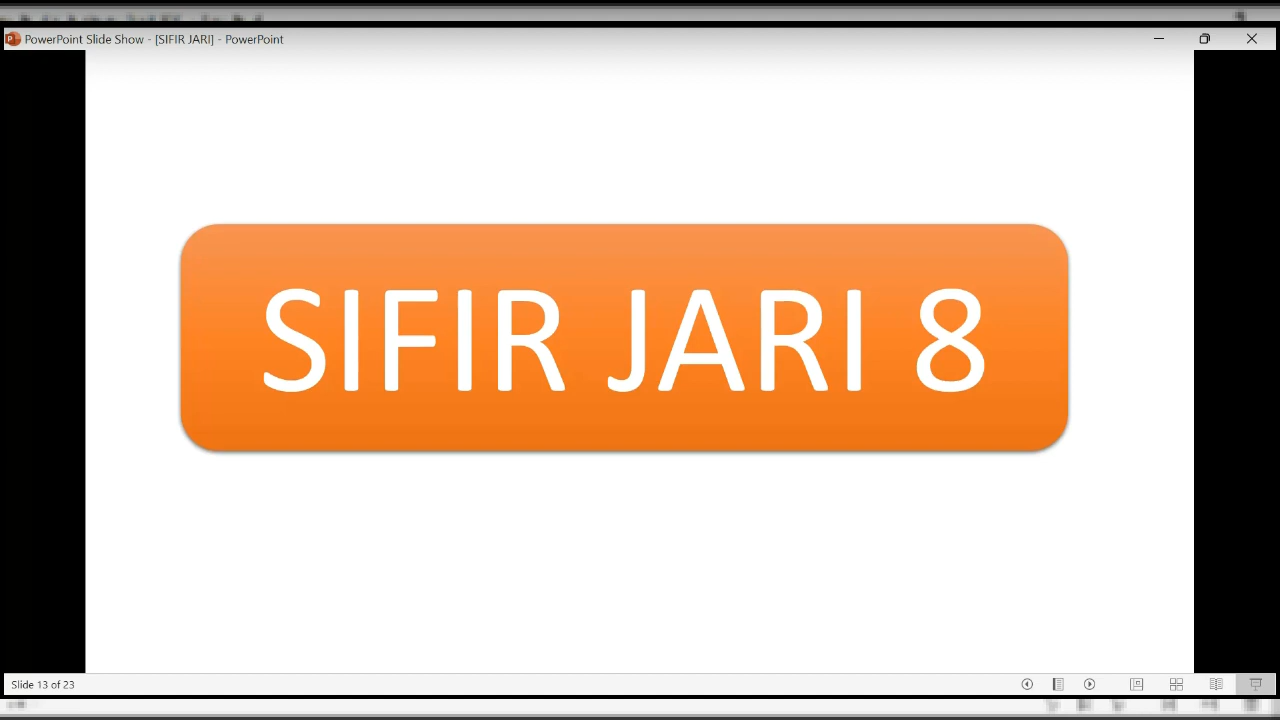 PowerPoint Slide Show - [SIFIR JARI] - PowerPoint
SIFIR JARI 8
Slide 13 of 23